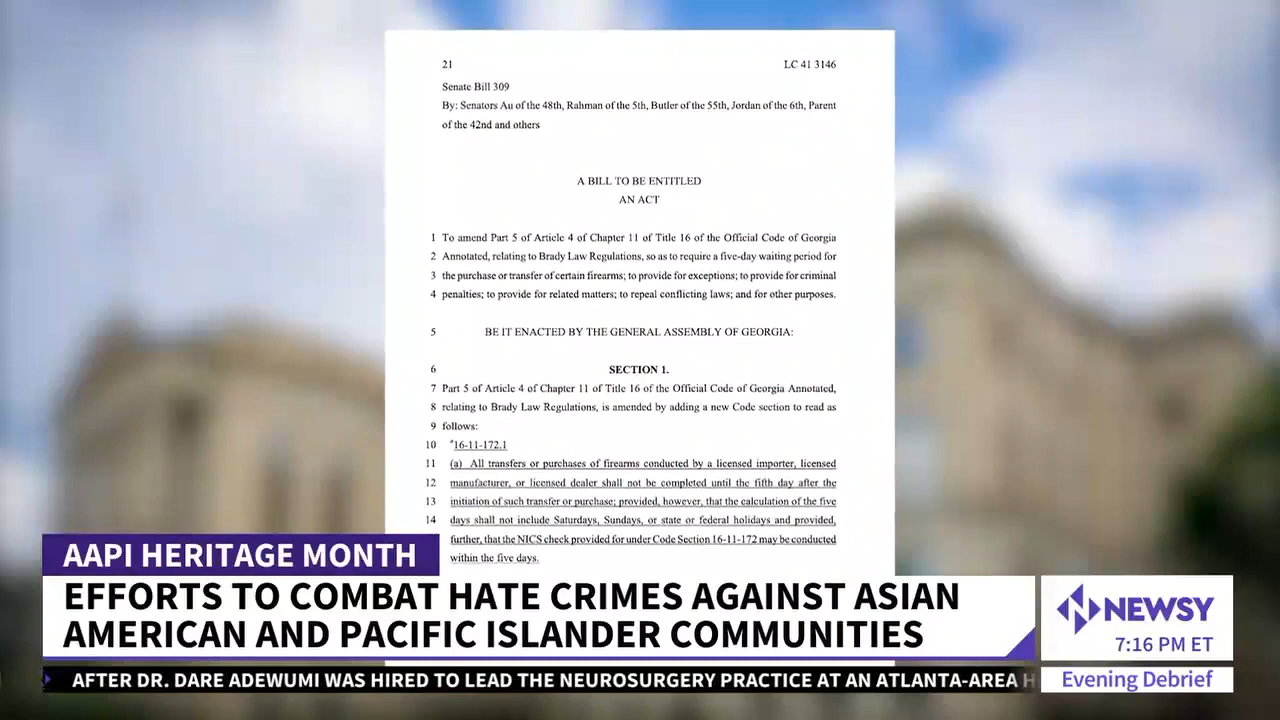 21 LC 41 3146
Senate Bill 309
By: Senators Au of the 48th, Rahman of the 5th, Butler of the 55th, Jordan of the 6th, Parent
of the 42nd and others
A BILL TO BE ENTITLED
AN ACT
1 To amend Part 5 of Article 4 of Chapter 11 of Title 16 of the Official Code of Georgia
2 Annotated, relating to Brady Law Regulations, so as to require a five-day waiting period for
3 the purchase or transfer of certain firearms; to provide for exceptions; to provide for criminal
4 penalties; to provide for related matters; to repeal conflicting laws; and for other purposes.
5 BE IT ENACTED BY THE GENERAL ASSEMBLY OF GEORGIA:
6 SECTION 1.
7 Part 5 of Article 4 of Chapter 11 of Title 16 of the Official Code of Georgia Annotated,
8 relating to Brady Law Regulations, is amended by adding a new Code section to read as
9 follows:
10 "16-11-172.1
11 (a) All transfers or purchases of firearms conducted by a licensed importer, licensed
12 manufacturer, or licensed dealer shall not be completed until the fifth day after the
13 initiation of such transfer or purchase; provided, however, that the calculation of the five
14 days shall not include Saturdays, Sundays, or state or federal holidays and provided,
further, that the NICS check provided for under Code Section 16-11-172 may be conducted
within the five days.
AAPI HERITAGE MONTH
EFFORTS TO COMBAT HATE CRIMES AGAINST ASIAN
AMERICAN AND PACIFIC ISLANDER COMMUNITIES
NEWSY
7:16 PM ET
AFTER DR. DARE ADEWUMI WAS HIRED TO LEAD THE NEUROSURGERY PRACTICE AT AN ATLANTA-AREA H
Evening Debrief